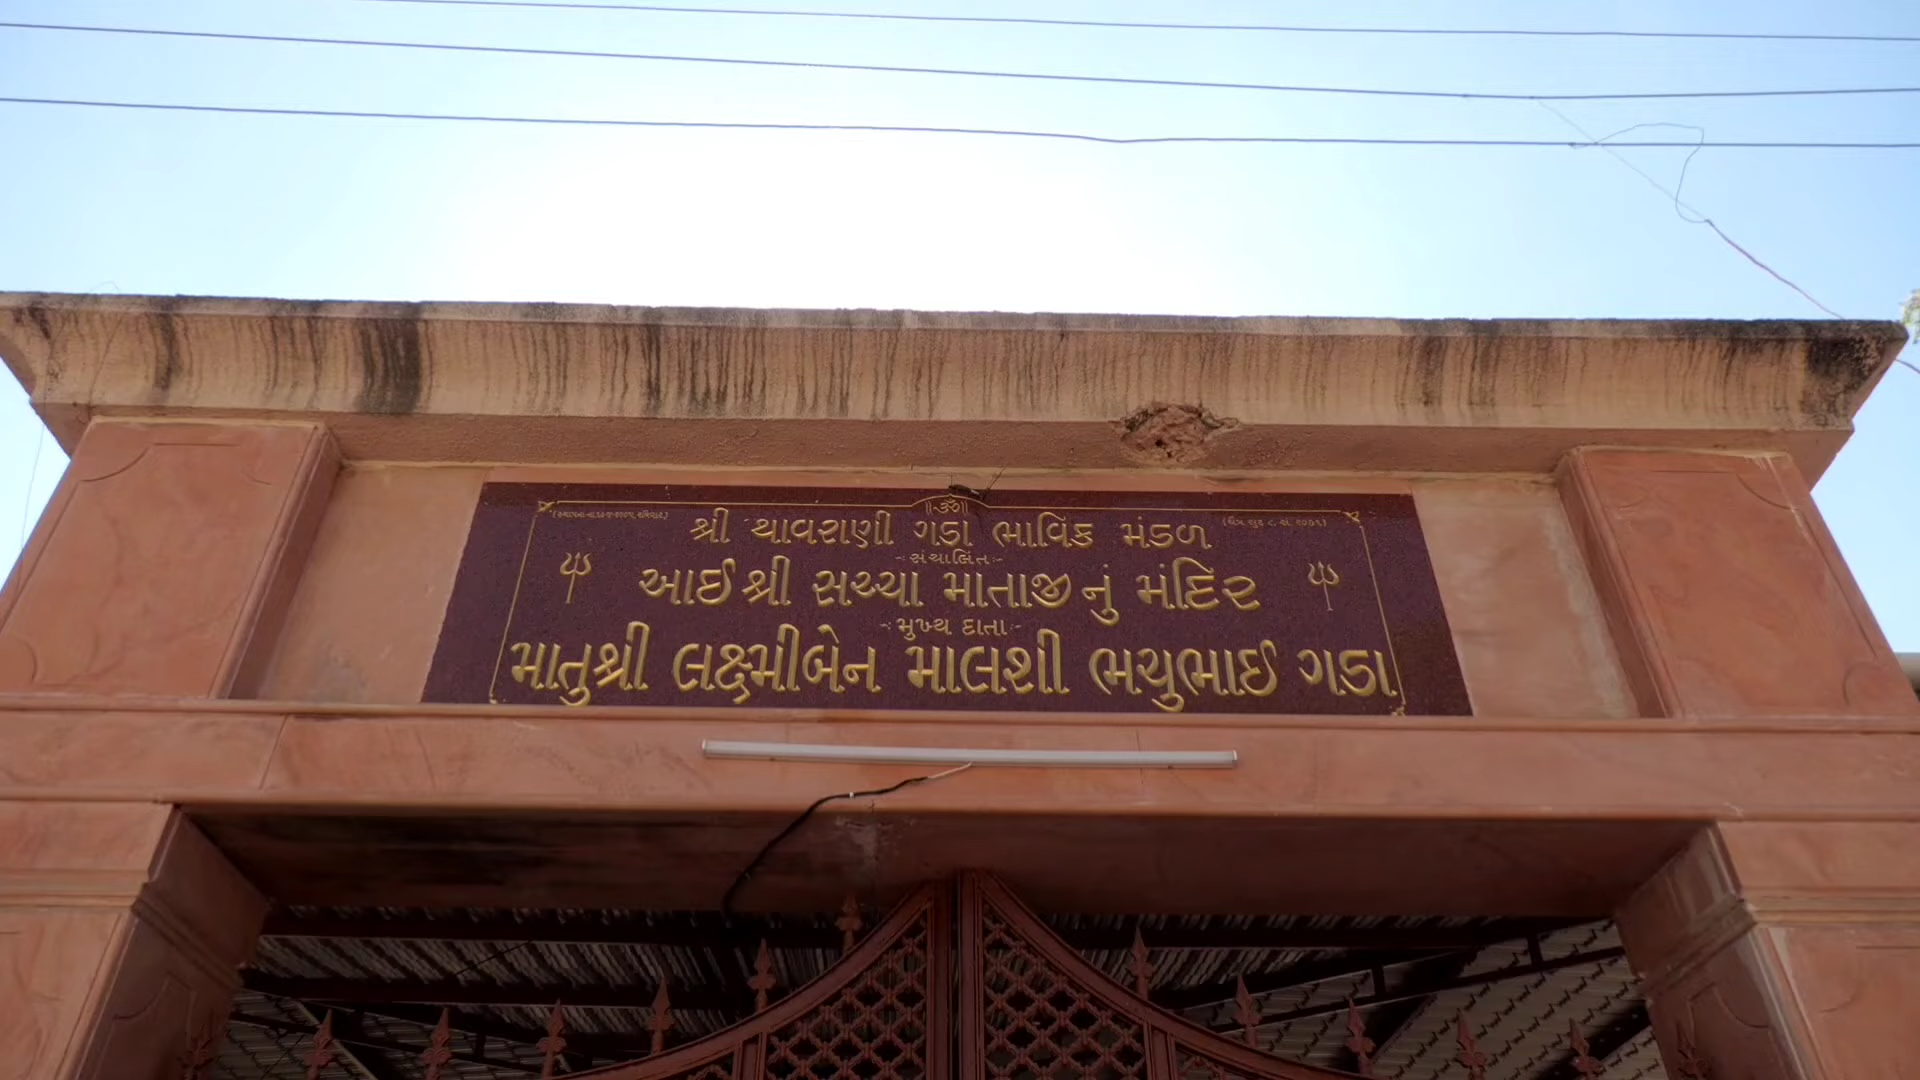 ॥ૐ॥
શ્રી ચાવરાણી ગડા ભાવિક મંડળ
-:સંચાલિત:-
આઈ શ્રી સચ્ચા માતાજી નું મંદિર
-:મુખ્ય દાતા:-
માતુશ્રી લક્ષ્મીબેન માલશી ભચુભાઈ ગડા